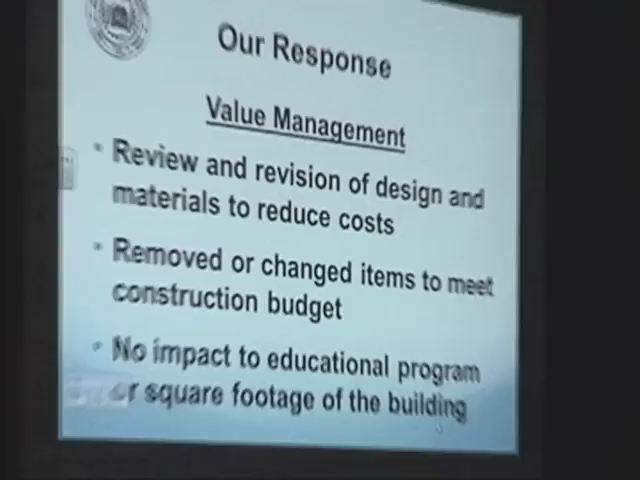 Our Response
Value Management
• Review and revision of design and
materials to reduce costs
• Removed or changed items to meet
construction budget
• No impact to educational program
or square footage of the building